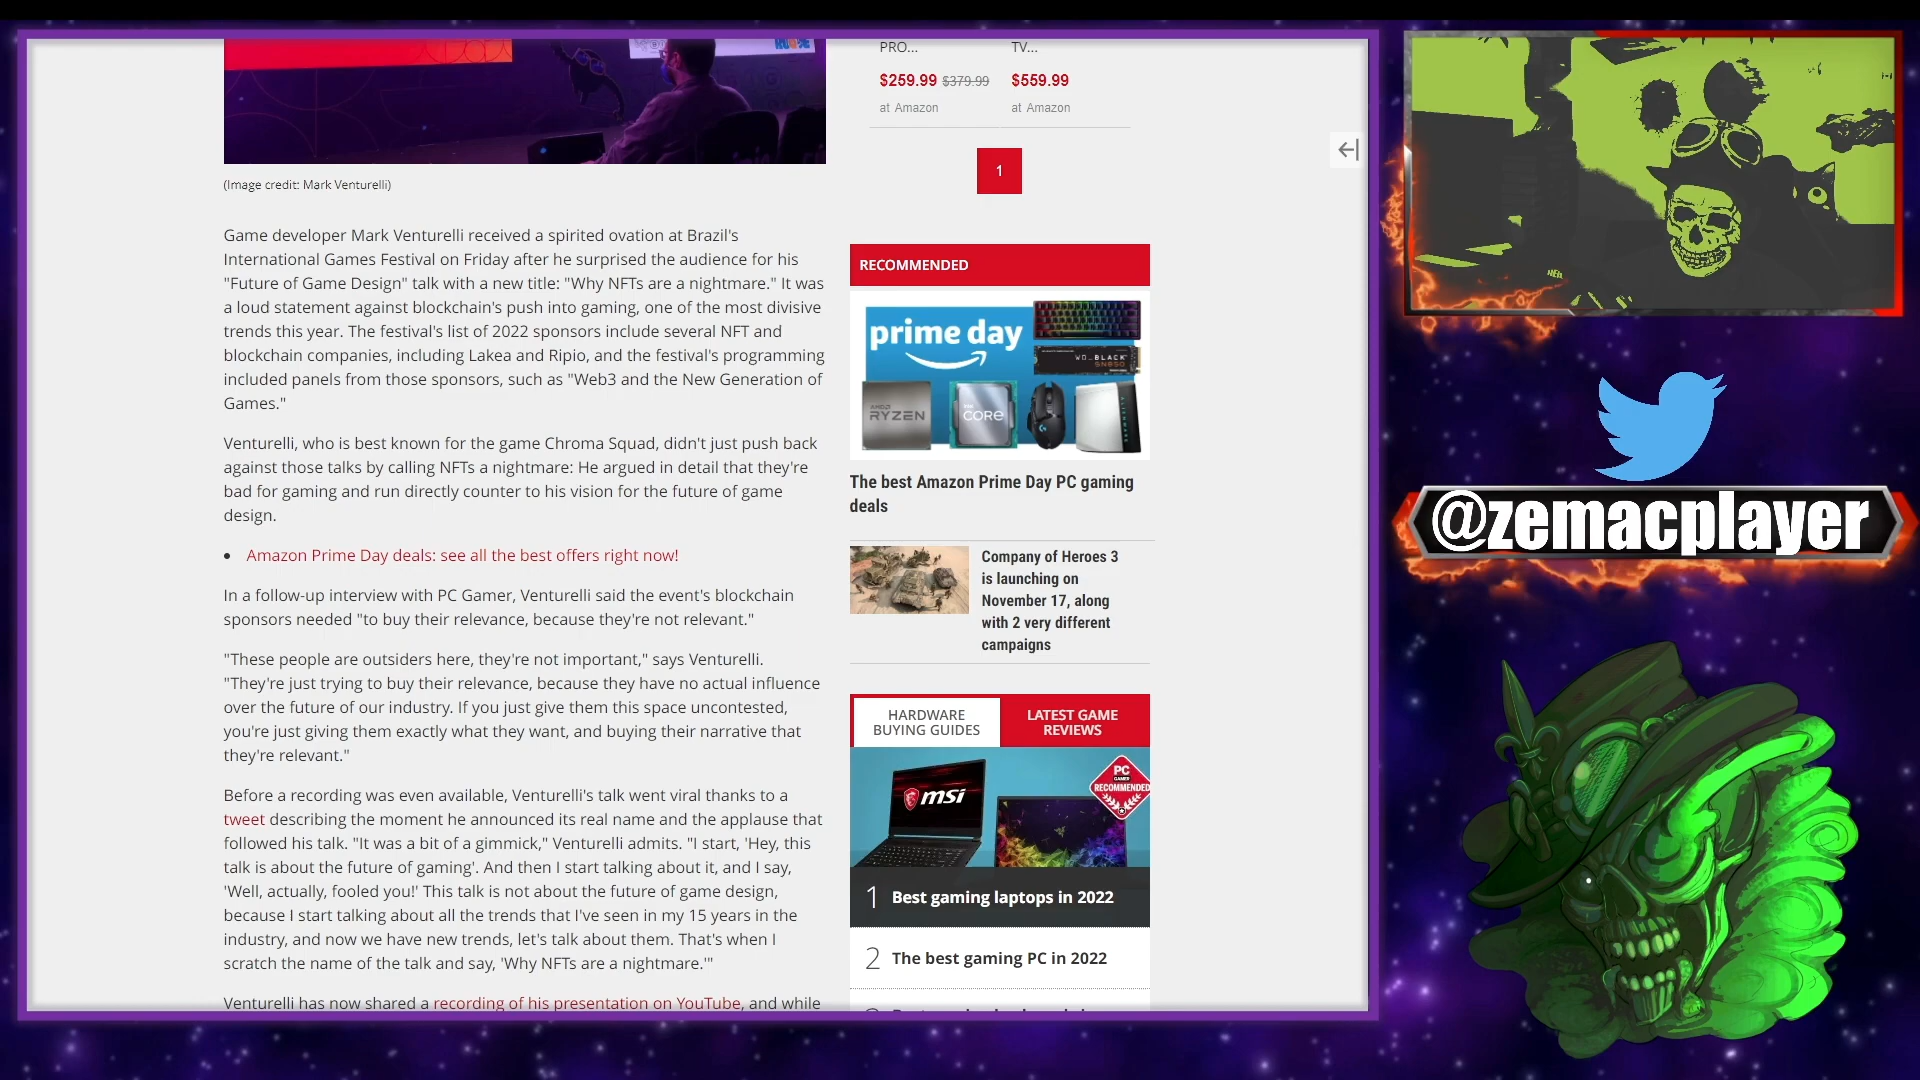 (Image credit: Mark Venturelli)
Game developer Mark Venturelli received a spirited ovation at Brazil's
International Games Festival on Friday after he surprised the audience for his
"Future of Game Design" talk with a new title: "Why NFTs are a nightmare." It was
a loud statement against blockchain's push into gaming, one of the most divisive
trends this year. The festival's list of 2022 sponsors include several NFT and
blockchain companies, including Lakea and Ripio, and the festival's programming
included panels from those sponsors, such as "Web3 and the New Generation of
Games."
Venturelli, who is best known for the game Chroma Squad, didn't just push back
against those talks by calling NFTs a nightmare: He argued in detail that they're
bad for gaming and run directly counter to his vision for the future of game
design.
• Amazon Prime Day deals: see all the best offers right now!
In a follow-up interview with PC Gamer, Venturelli said the event's blockchain
sponsors needed "to buy their relevance, because they're not relevant."
"These people are outsiders here, they're not important," says Venturelli.
"They're just trying to buy their relevance, because they have no actual influence
over the future of our industry. If you just give them this space uncontested,
you're just giving them exactly what they want, and buying their narrative that
they're relevant."
Before a recording was even available, Venturelli's talk went viral thanks to a
tweet describing the moment he announced its real name and the applause that
followed his talk. "It was a bit of a gimmick," Venturelli admits. "I start, 'Hey, this
talk is about the future of gaming'. And then I start talking about it, and I say,
'Well, actually, fooled you!' This talk is not about the future of game design,
because I start talking about all the trends that I've seen in my 15 years in the
industry, and now we have new trends, let's talk about them. That's when I
scratch the name of the talk and say, 'Why NFTs are a nightmare.'"
Venturelli has now shared a recording of his presentation on YouTube, and while
PRO... TV...
$259.99 $379.99 $559.99
at Amazon at Amazon
1
RECOMMENDED
prime day
WD_BLACK
SN850
AMD
RYZEN
CORE
The best Amazon Prime Day PC gaming
deals
Company of Heroes 3
is launching on
November 17, along
with 2 very different
campaigns
HARDWARE
BUYING GUIDES
LATEST GAME
REVIEWS
PC
GAMER
RECOMMENDED
msi
1 Best gaming laptops in 2022
2 The best gaming PC in 2022
@zemacplayer